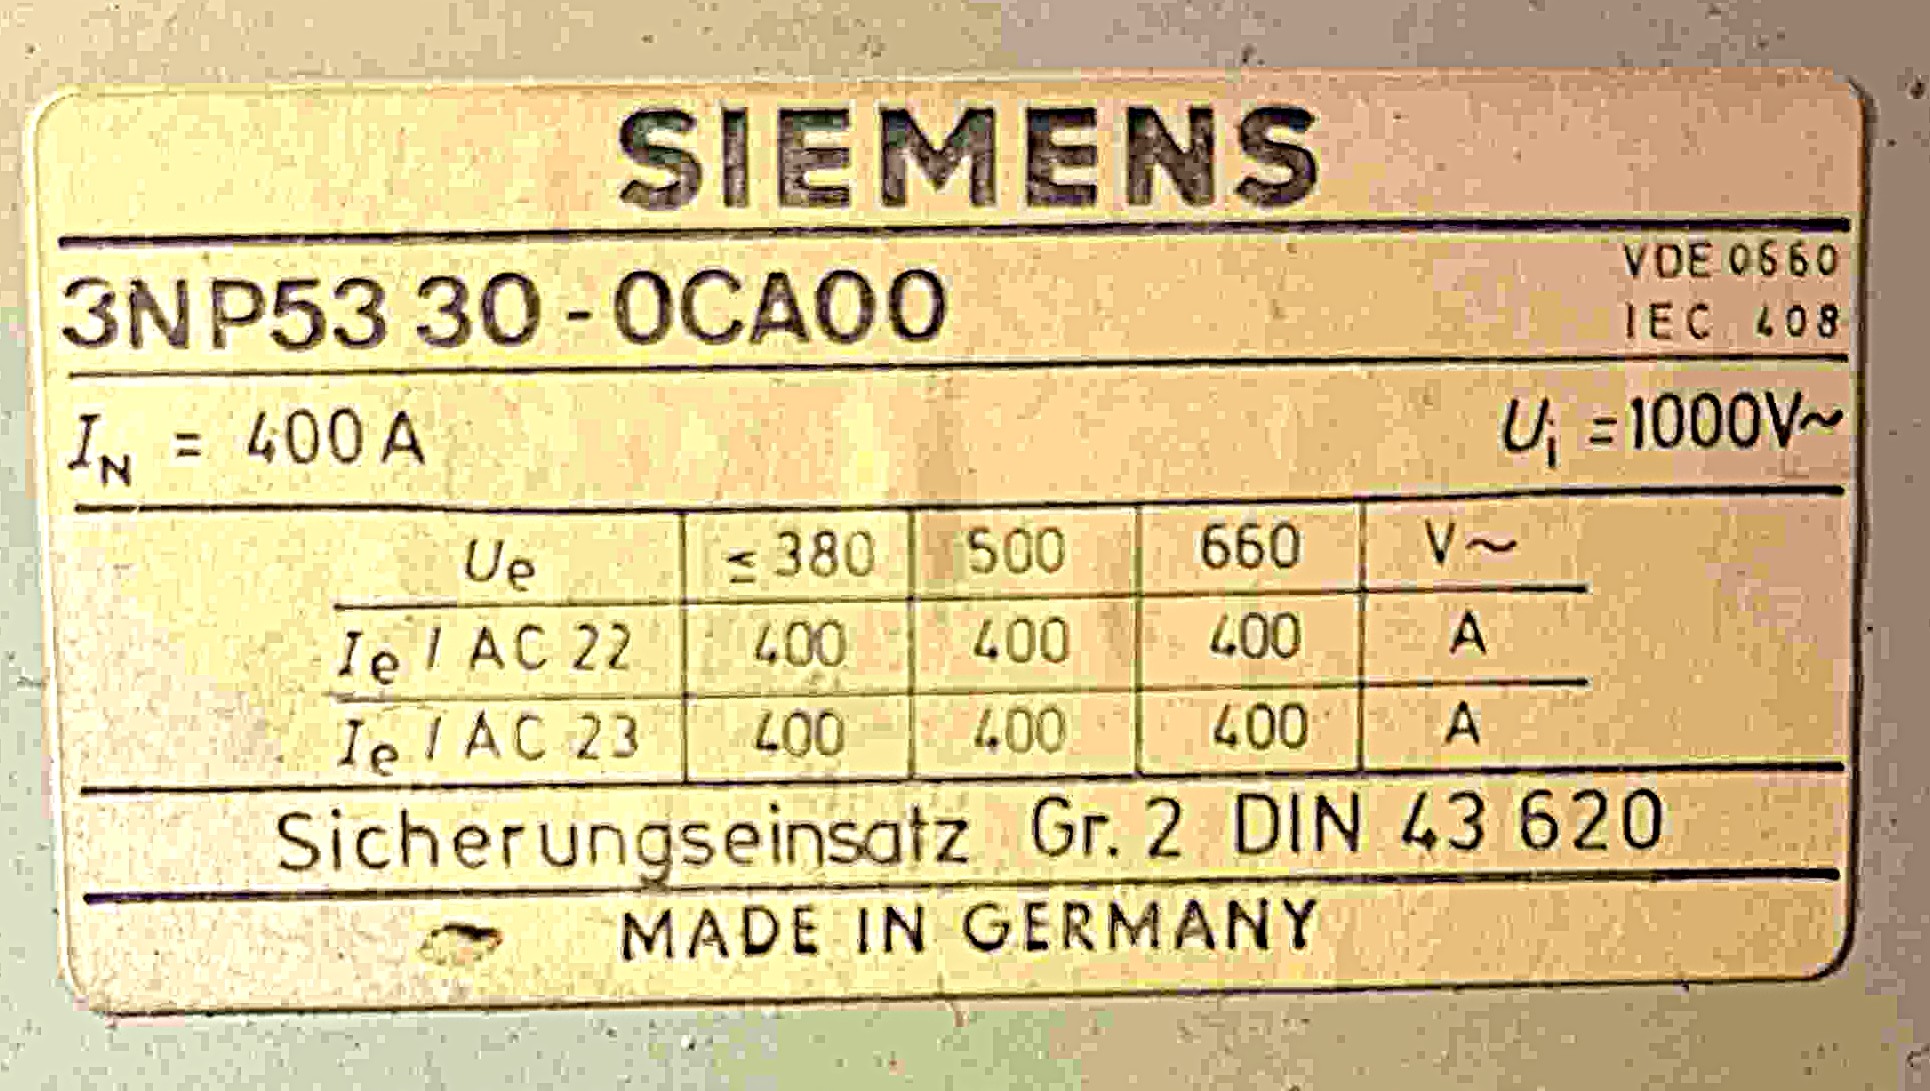 SIEMENS
3NP53 30-0CA00
VDE 0660
IEC 408
IN = 400 A
Ui = 1000V~
Ue ≤ 380 500 660 V~
Ie / AC 22 400 400 400 A
Ie / AC 23 400 400 400 A
Sicherungseinsatz Gr. 2 DIN 43 620
MADE IN GERMANY